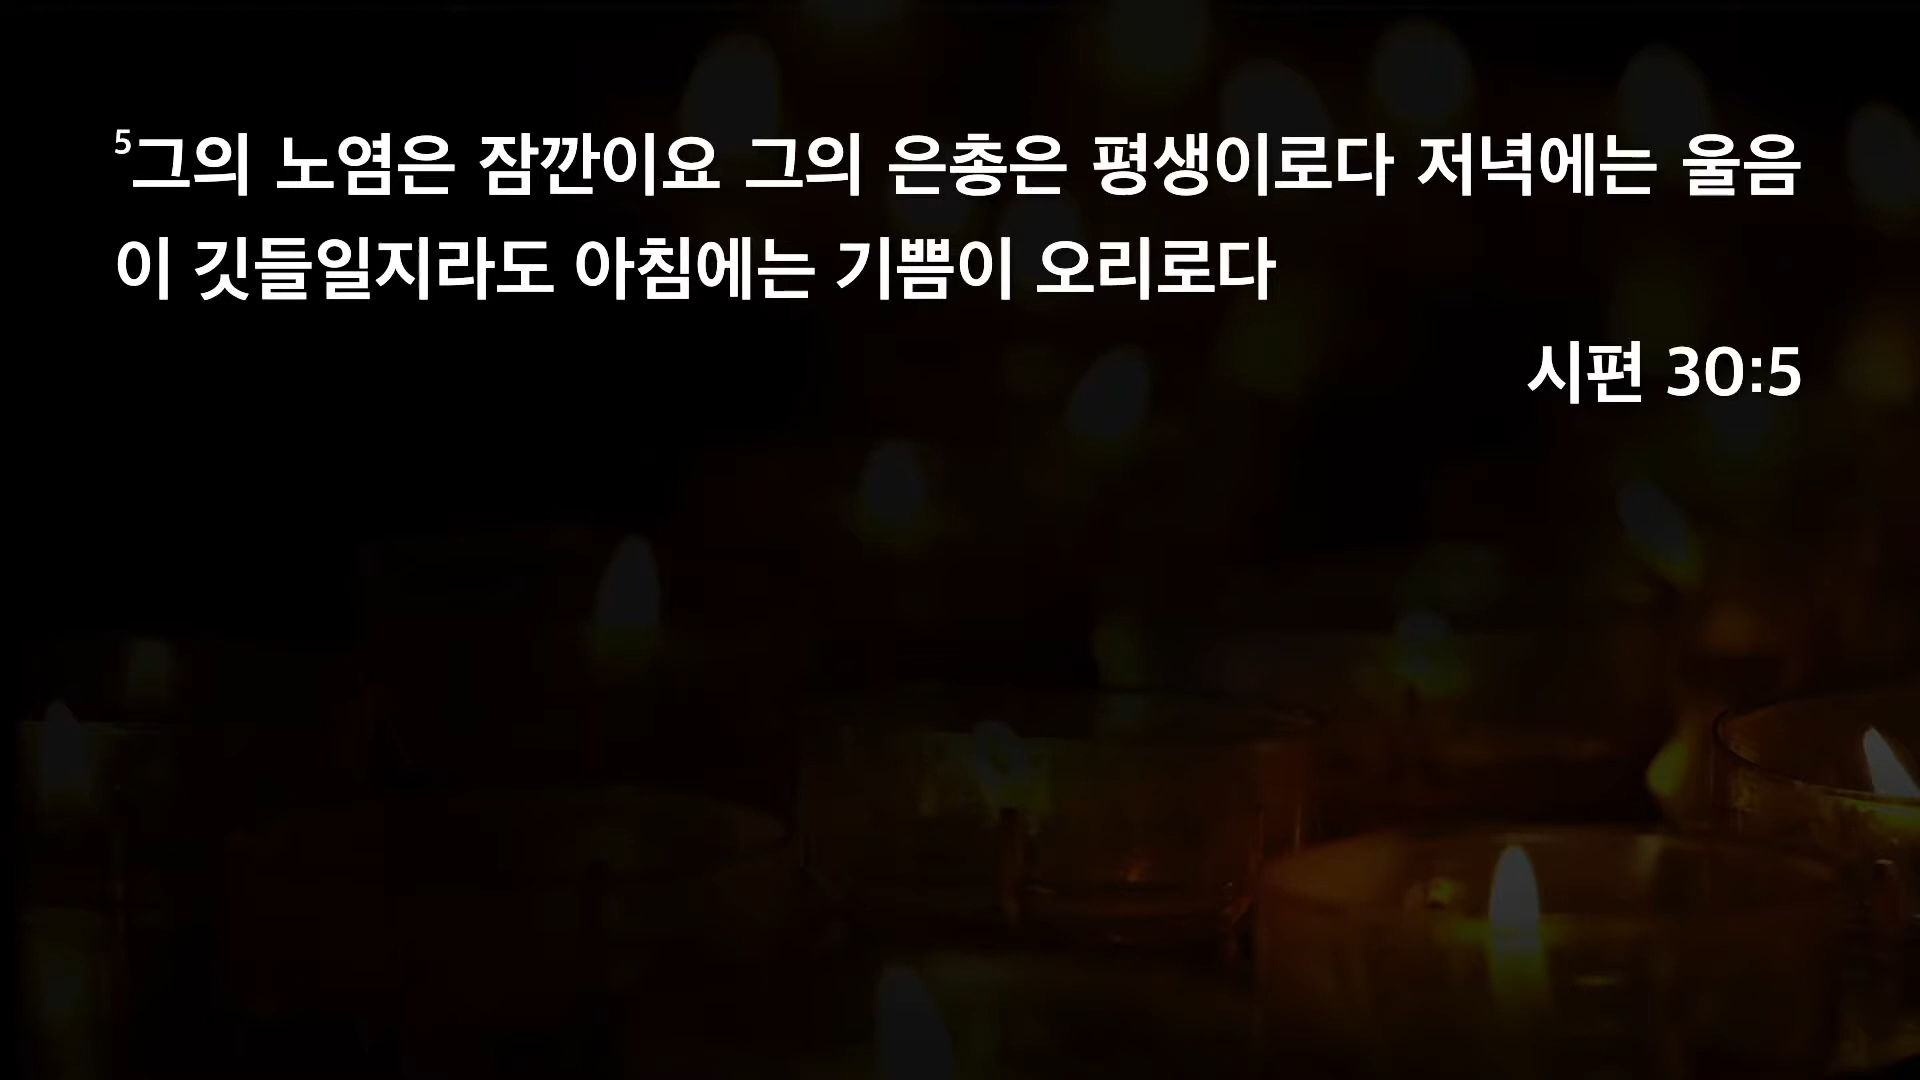 5그의 노염은 잠깐이요 그의 은총은 평생이로다 저녁에는 울음
이 깃들일지라도 아침에는 기쁨이 오리로다
시편 30:5